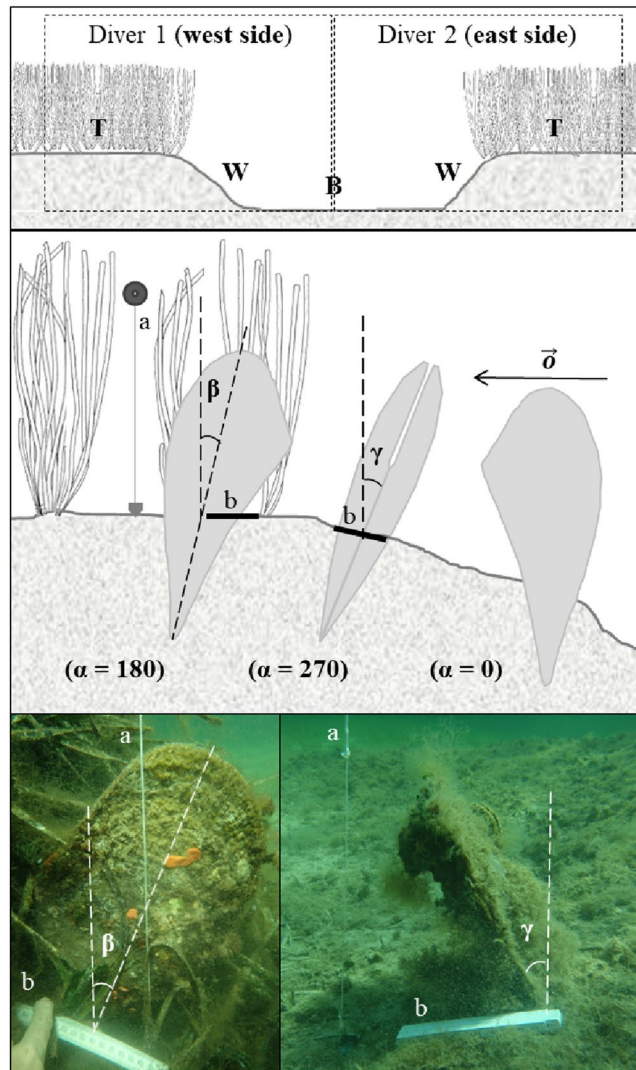 Diver 1 (west side) Diver 2 (east side)
T T
W W
B
a
o
β
γ
b
b
(α = 180) (α = 270) (α = 0)
a a
β
γ
b
b